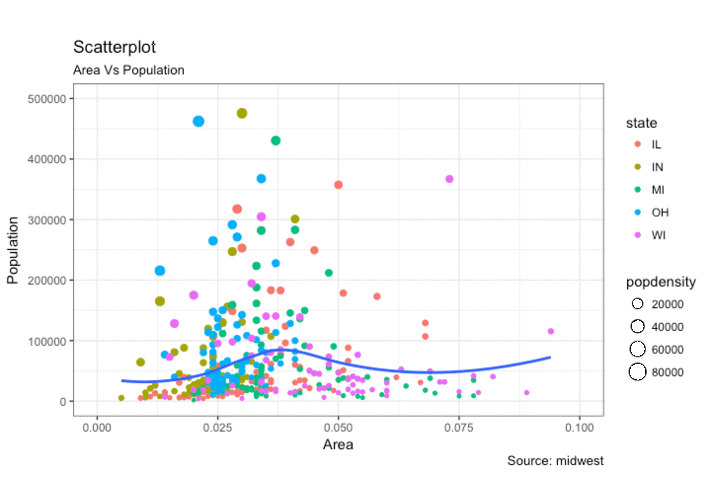 Scatterplot
Area Vs Population
500000
400000
300000
200000
100000
0
Population
0.000 0.025 0.050 0.075 0.100
Area
Source: midwest
state
IL
IN
MI
OH
WI
popdensity
20000
40000
60000
80000